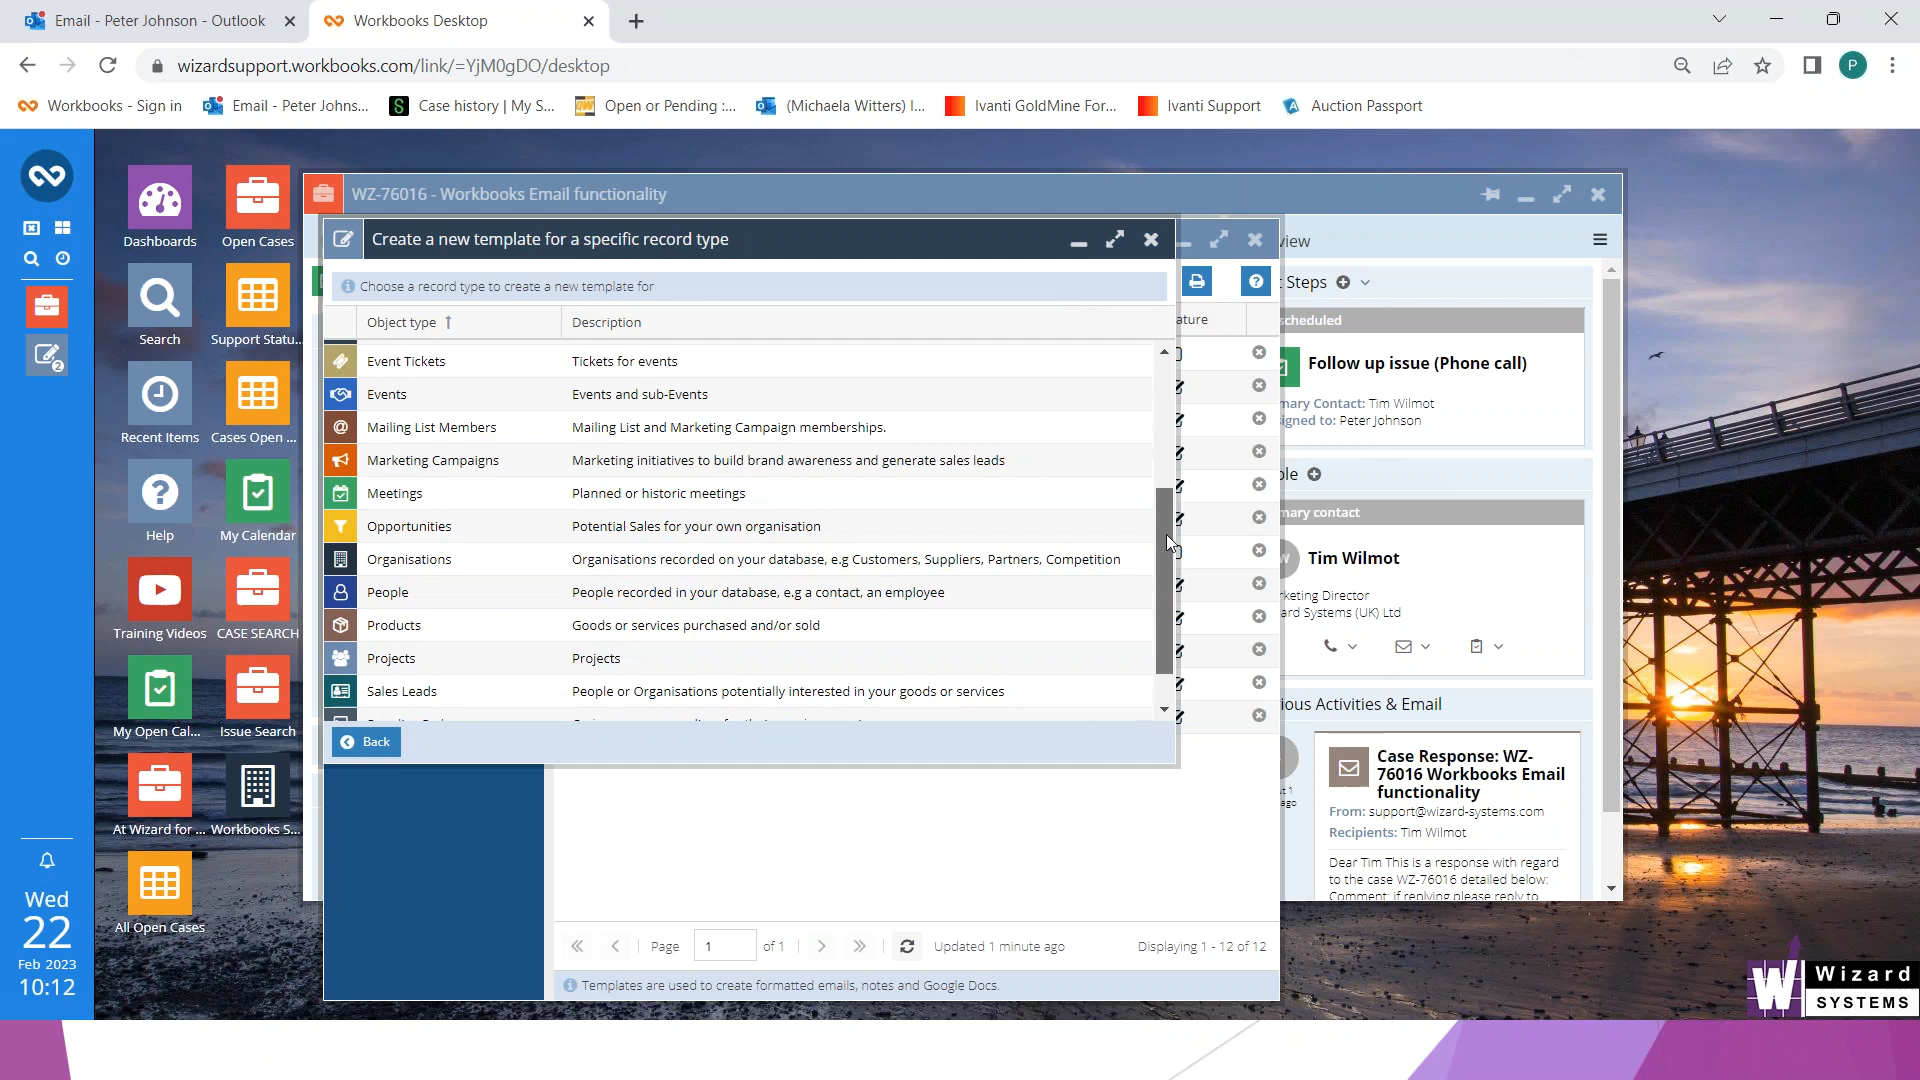 Email - Peter Johnson - Outlook
Workbooks Desktop
wizardsupport.workbooks.com/link/=YjM0gDO/desktop
P
Workbooks - Sign in
Email - Peter Johns...
Case history | My S...
Open or Pending :...
(Michaela Witters) I...
Ivanti GoldMine For...
Ivanti Support
Auction Passport
Dashboards
Open Cases
Search
Support Statu...
Recent Items
Cases Open ...
Help
My Calendar
Training Videos
CASE SEARCH
My Open Cal...
Issue Search
At Wizard for ...
Workbooks S...
All Open Cases
2
Wed
22
Feb 2023
10:12
WZ-76016 - Workbooks Email functionality
Create a new template for a specific record type
Choose a record type to create a new template for
Object type
Description
Event Tickets
Tickets for events
Events
Events and sub-Events
Mailing List Members
Mailing List and Marketing Campaign memberships.
Marketing Campaigns
Marketing initiatives to build brand awareness and generate sales leads
Meetings
Planned or historic meetings
Opportunities
Potential Sales for your own organisation
Organisations
Organisations recorded on your database, e.g Customers, Suppliers, Partners, Competition
People
People recorded in your database, e.g a contact, an employee
Products
Goods or services purchased and/or sold
Projects
Projects
Sales Leads
People or Organisations potentially interested in your goods or services
Back
ature
view
Steps
scheduled
Follow up issue (Phone call)
mary Contact: Tim Wilmot
igned to: Peter Johnson
ple
mary contact
Tim Wilmot
keting Director
ard Systems (UK) Ltd
ious Activities & Email
Case Response: WZ-
76016 Workbooks Email
functionality
From: support@wizard-systems.com
Recipients: Tim Wilmot
Dear Tim This is a response with regard
to the case WZ-76016 detailed below:
Comment: if replying please reply to
ut 1
ago
Page
1
of 1
Updated 1 minute ago
Displaying 1 - 12 of 12
Templates are used to create formatted emails, notes and Google Docs.
Wizard
SYSTEMS